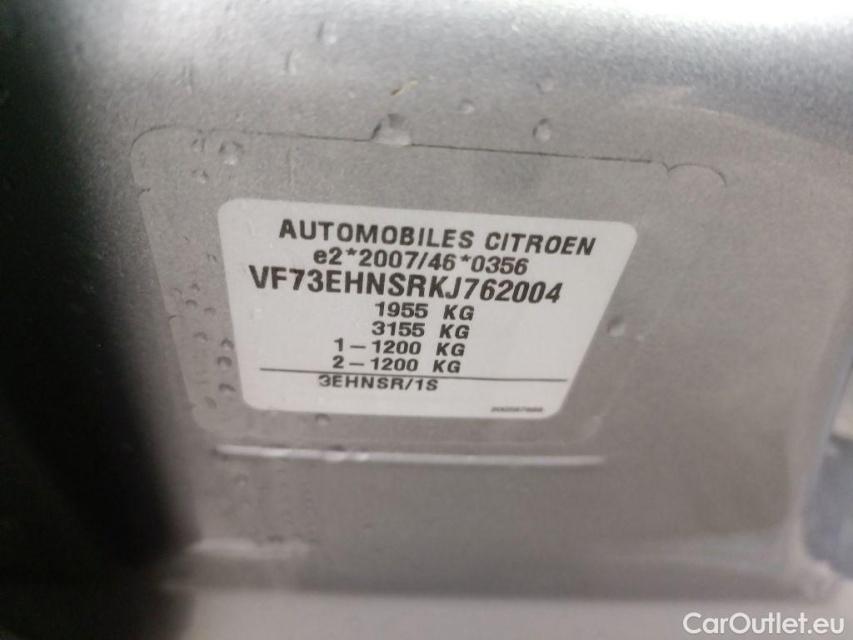 AUTOMOBILES CITROEN
e2*2007/46*0356
VF73EHNSRKJ762004
1955 KG
3155 KG
1-1200 KG
2-1200 KG
3EHNSR/1S
CarOutlet.eu